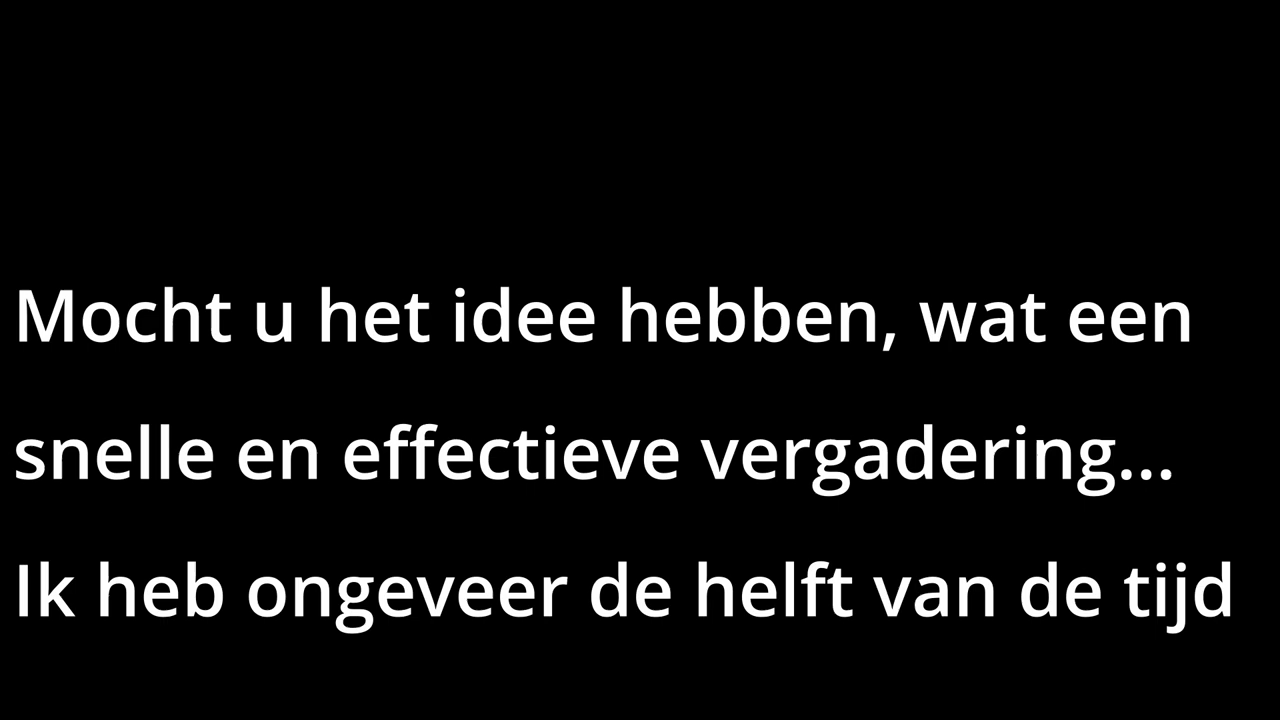 Mocht u het idee hebben, wat een
snelle en effectieve vergadering...
Ik heb ongeveer de helft van de tijd